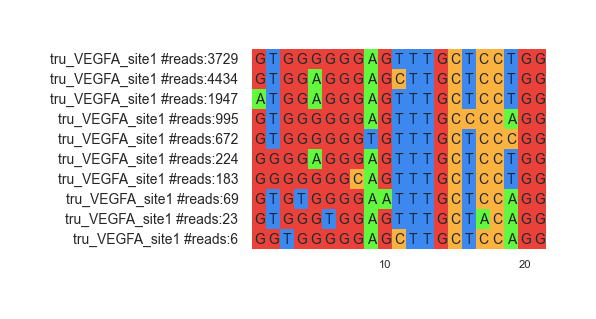 tru_VEGFA_site1 #reads:3729 GTGGGGGGAGTTTGCTCCTGG
tru_VEGFA_site1 #reads:4434 GTGGAGGGAGCTTGCTCCTGG
tru_VEGFA_site1 #reads:1947 ATGGAGGGAGTTTGCTCCTGG
tru_VEGFA_site1 #reads:995 GTGGGGGGAGTTTGCCCCAGG
tru_VEGFA_site1 #reads:672 GTGGGGGGTGTTTGCTCCCGG
tru_VEGFA_site1 #reads:224 GGGGAGGGAGTTTGCTCCTGG
tru_VEGFA_site1 #reads:183 GGGGGGGCAGTTTGCTCCTGG
tru_VEGFA_site1 #reads:69 GTGTGGGGAATTTGCTCCAGG
tru_VEGFA_site1 #reads:23 GTGGGTGGAGTTTGCTACAGG
tru_VEGFA_site1 #reads:6 GGTGGGGGAGCTTGCTCCAGG
10 20